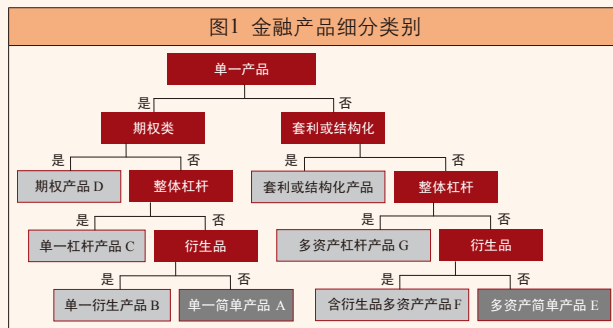 图1 金融产品细分类别
单一产品
是 否
期权类 套利或结构化
是 否 是 否
期权产品 D 整体杠杆 套利或结构化产品 整体杠杆
是 否 是 否
单一杠杆产品 C 衍生品 多资产杠杆产品 G 衍生品
是 否 是 否
单一衍生产品 B 单一简单产品 A 含衍生品多资产产品 F 多资产简单产品 E